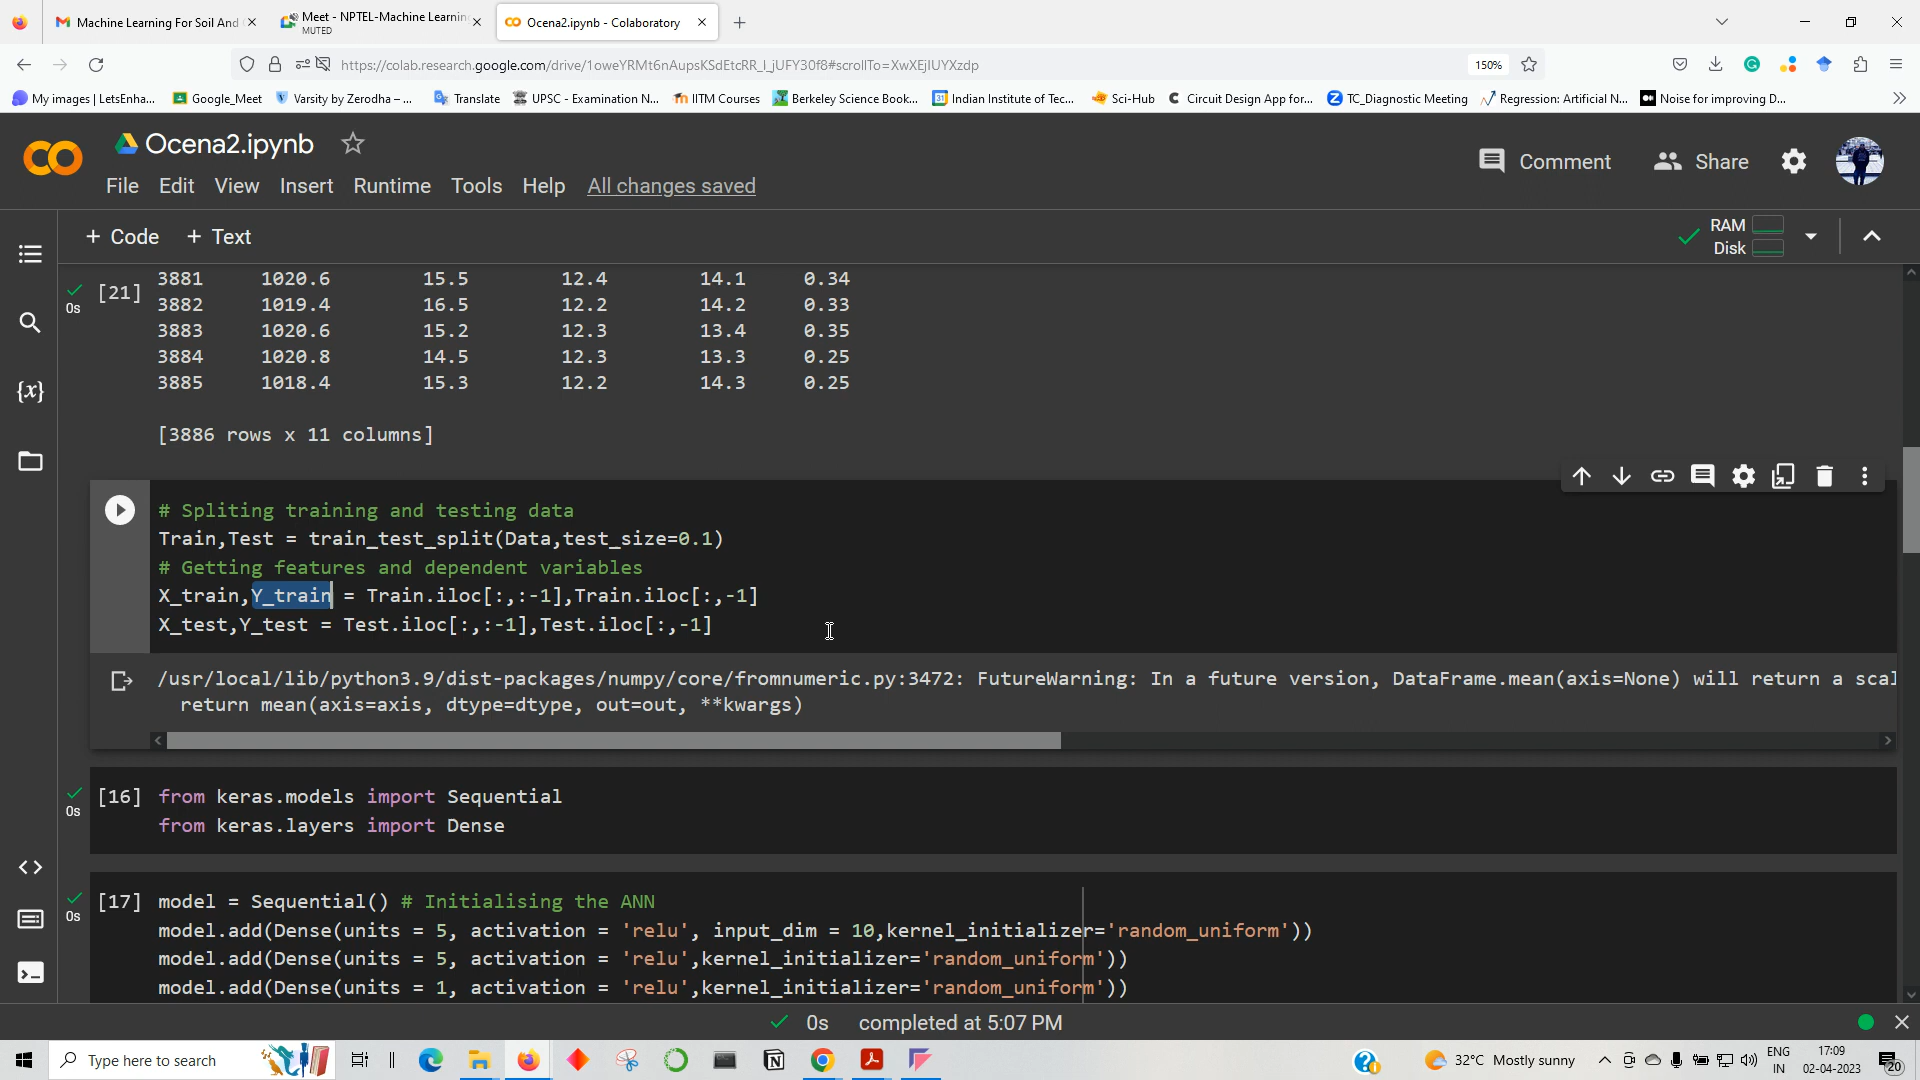 Machine Learning For Soil And
Meet - NPTEL-Machine Learnin
MUTED
Ocena2.ipynb - Colaboratory
https://colab.research.google.com/drive/1oweYRMt6nAupsKSdEtcRR_l_jUFY30f8#scrollTo=XwXEjIUYXzdp
150%
My images | LetsEnha...
Google_Meet
Varsity by Zerodha – ...
Translate
UPSC - Examination N...
IITM Courses
Berkeley Science Book...
Indian Institute of Tec...
Sci-Hub
Circuit Design App for...
TC_Diagnostic Meeting
Regression: Artificial N...
Noise for improving D...
Ocena2.ipynb
Comment
Share
File Edit View Insert Runtime Tools Help All changes saved
+ Code + Text
RAM
Disk
3881 1020.6 15.5 12.4 14.1 0.34
[21]
0s
3882 1019.4 16.5 12.2 14.2 0.33
3883 1020.6 15.2 12.3 13.4 0.35
3884 1020.8 14.5 12.3 13.3 0.25
3885 1018.4 15.3 12.2 14.3 0.25
[3886 rows x 11 columns]
# Spliting training and testing data
Train,Test = train_test_split(Data,test_size=0.1)
# Getting features and dependent variables
X_train,Y_train = Train.iloc[:,:-1],Train.iloc[:,-1]
X_test,Y_test = Test.iloc[:,:-1],Test.iloc[:,-1]
/usr/local/lib/python3.9/dist-packages/numpy/core/fromnumeric.py:3472: FutureWarning: In a future version, DataFrame.mean(axis=None) will return a scal
return mean(axis=axis, dtype=dtype, out=out, **kwargs)
[16] from keras.models import Sequential
0s
from keras.layers import Dense
[17] model = Sequential() # Initialising the ANN
0s
model.add(Dense(units = 5, activation = 'relu', input_dim = 10,kernel_initializer='random_uniform'))
model.add(Dense(units = 5, activation = 'relu',kernel_initializer='random_uniform'))
model.add(Dense(units = 1, activation = 'relu',kernel_initializer='random_uniform'))
0s completed at 5:07 PM
Type here to search
32°C Mostly sunny
ENG
IN
17:09
02-04-2023
20